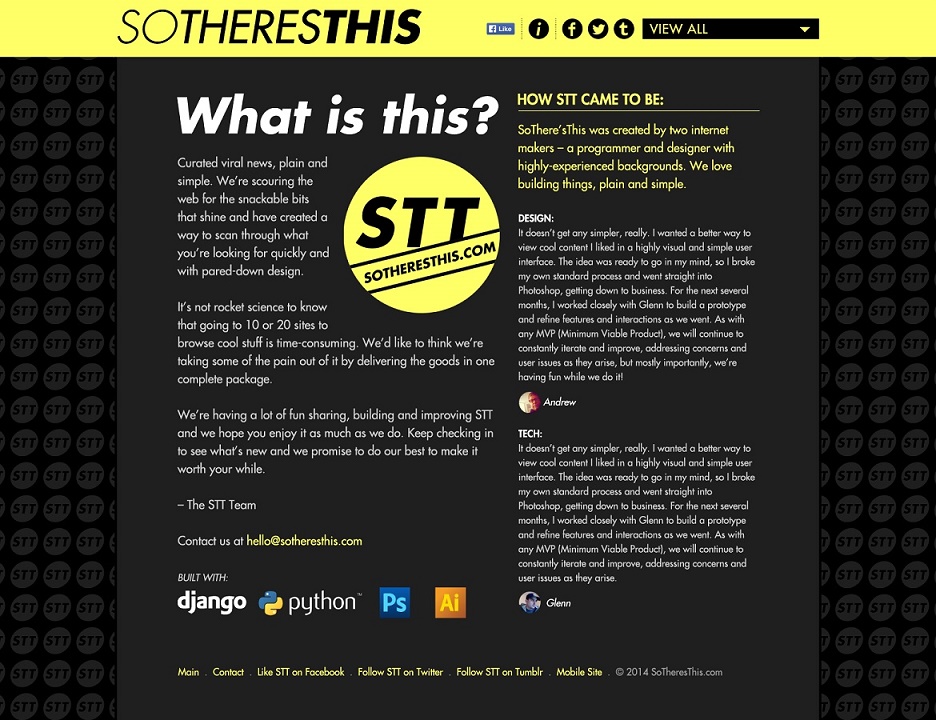 SOTHERESTHIS
Like
i
f
t
VIEW ALL
What is this?
Curated viral news, plain and
simple. We're scouring the
web for the snackable bits
that shine and have created a
way to scan through what
you're looking for quickly and
with pared-down design.
STT
SOTHERESTHIS.COM
It's not rocket science to know
that going to 10 or 20 sites to
browse cool stuff is time-consuming. We'd like to think we're
taking some of the pain out of it by delivering the goods in one
complete package.
We're having a lot of fun sharing, building and improving STT
and we hope you enjoy it as much as we do. Keep checking in
to see what's new and we promise to do our best to make it
worth your while.
– The STT Team
Contact us at hello@sotheresthis.com
BUILT WITH:
django
python™
Ps
Ai
HOW STT CAME TO BE:
SoThere'sThis was created by two internet
makers – a programmer and designer with
highly-experienced backgrounds. We love
building things, plain and simple.
DESIGN:
It doesn't get any simpler, really. I wanted a better way to
view cool content I liked in a highly visual and simple user
interface. The idea was ready to go in my mind, so I broke
my own standard process and went straight into
Photoshop, getting down to business. For the next several
months, I worked closely with Glenn to build a prototype
and refine features and interactions as we went. As with
any MVP (Minimum Viable Product), we will continue to
constantly iterate and improve, addressing concerns and
user issues as they arise, but mostly importantly, we're
having fun while we do it!
Andrew
TECH:
It doesn't get any simpler, really. I wanted a better way to
view cool content I liked in a highly visual and simple user
interface. The idea was ready to go in my mind, so I broke
my own standard process and went straight into
Photoshop, getting down to business. For the next several
months, I worked closely with Glenn to build a prototype
and refine features and interactions as we went. As with
any MVP (Minimum Viable Product), we will continue to
constantly iterate and improve, addressing concerns and
user issues as they arise.
Glenn
Main . Contact . Like STT on Facebook . Follow STT on Twitter . Follow STT on Tumblr . Mobile Site . © 2014 SoTheresThis.com